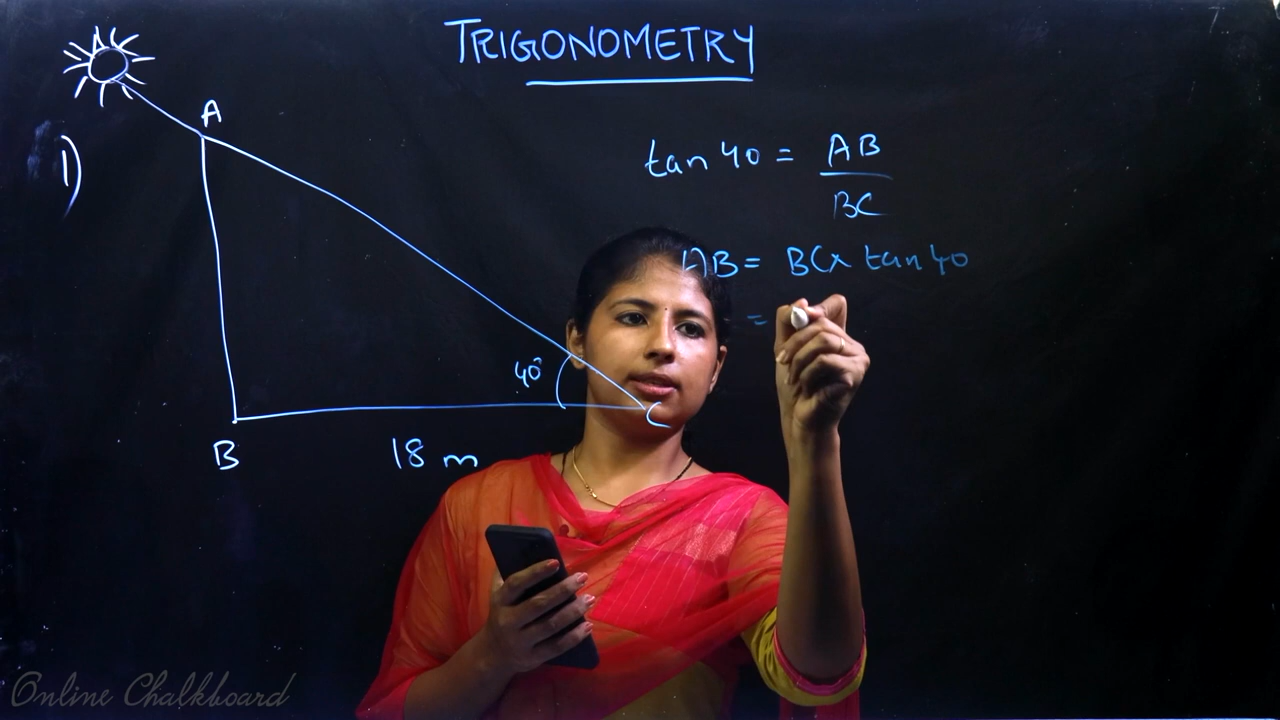 TRIGONOMETRY
1)
A
tan 40 = AB
BC
AB = BC x tan 40
=
40°
C
B
18 m
Online Chalkboard